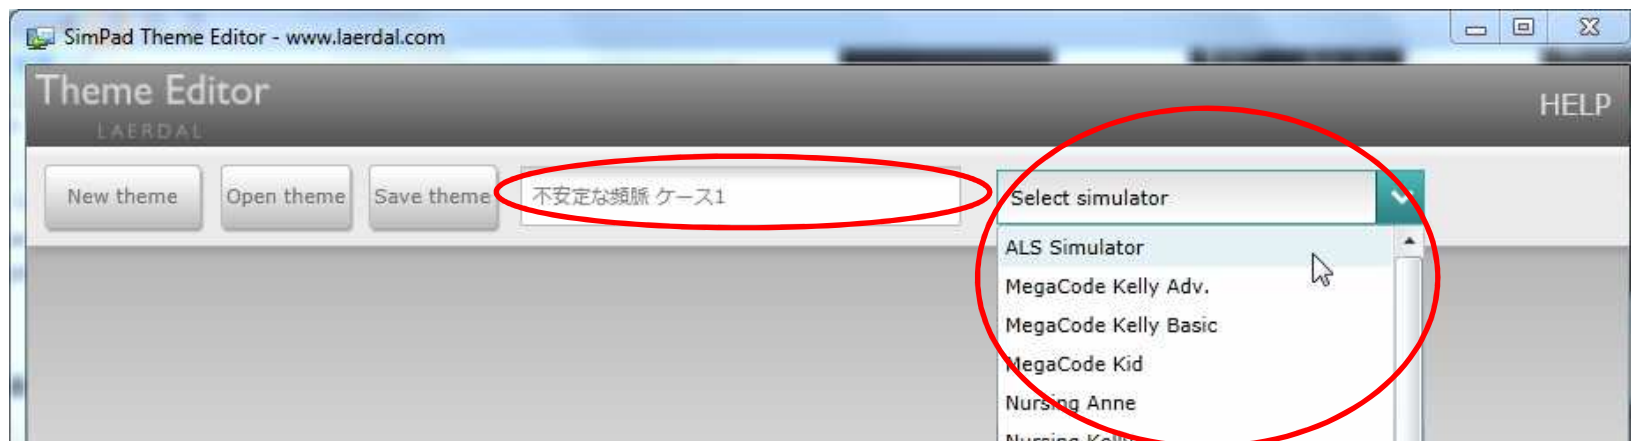 SimPad Theme Editor - www.laerdal.com
Theme Editor
LAERDAL
HELP
New theme
Open theme
Save theme
不安定な頻脈 ケース1
Select simulator
ALS Simulator
MegaCode Kelly Adv.
MegaCode Kelly Basic
MegaCode Kid
Nursing Anne
Nursing Kelly